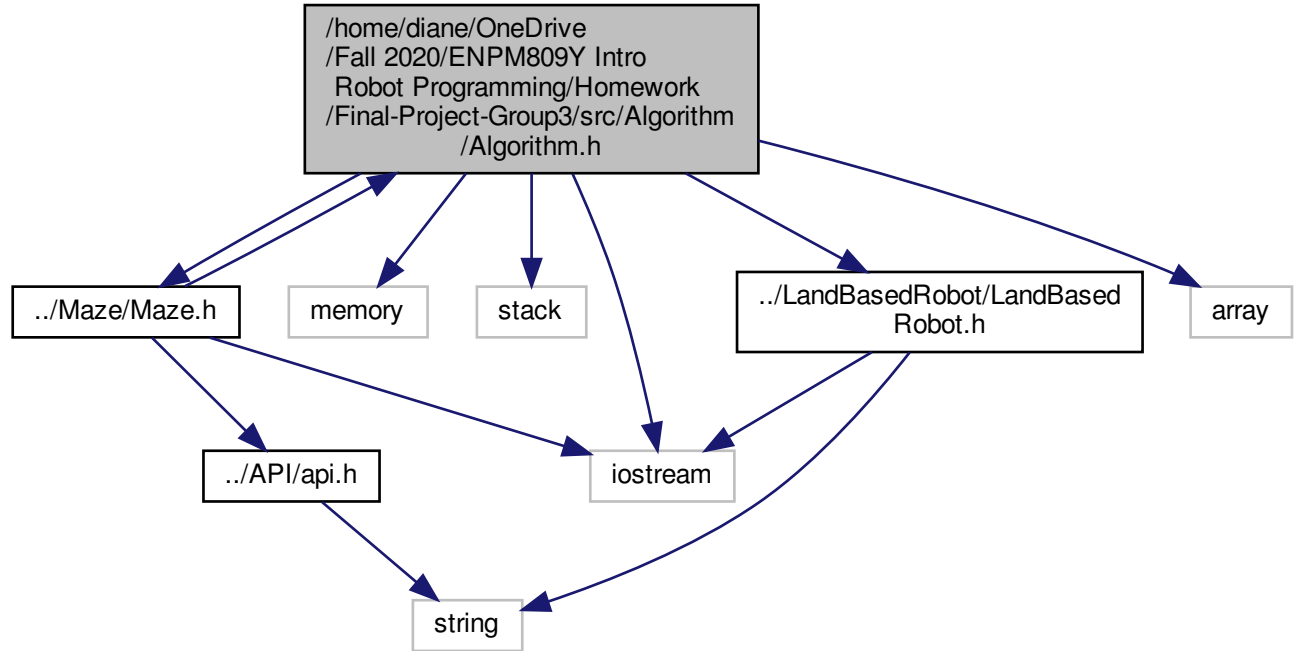 /home/diane/OneDrive
/Fall 2020/ENPM809Y Intro
Robot Programming/Homework
/Final-Project-Group3/src/Algorithm
/Algorithm.h
../Maze/Maze.h
memory
stack
../LandBasedRobot/LandBased
Robot.h
array
../API/api.h
iostream
string